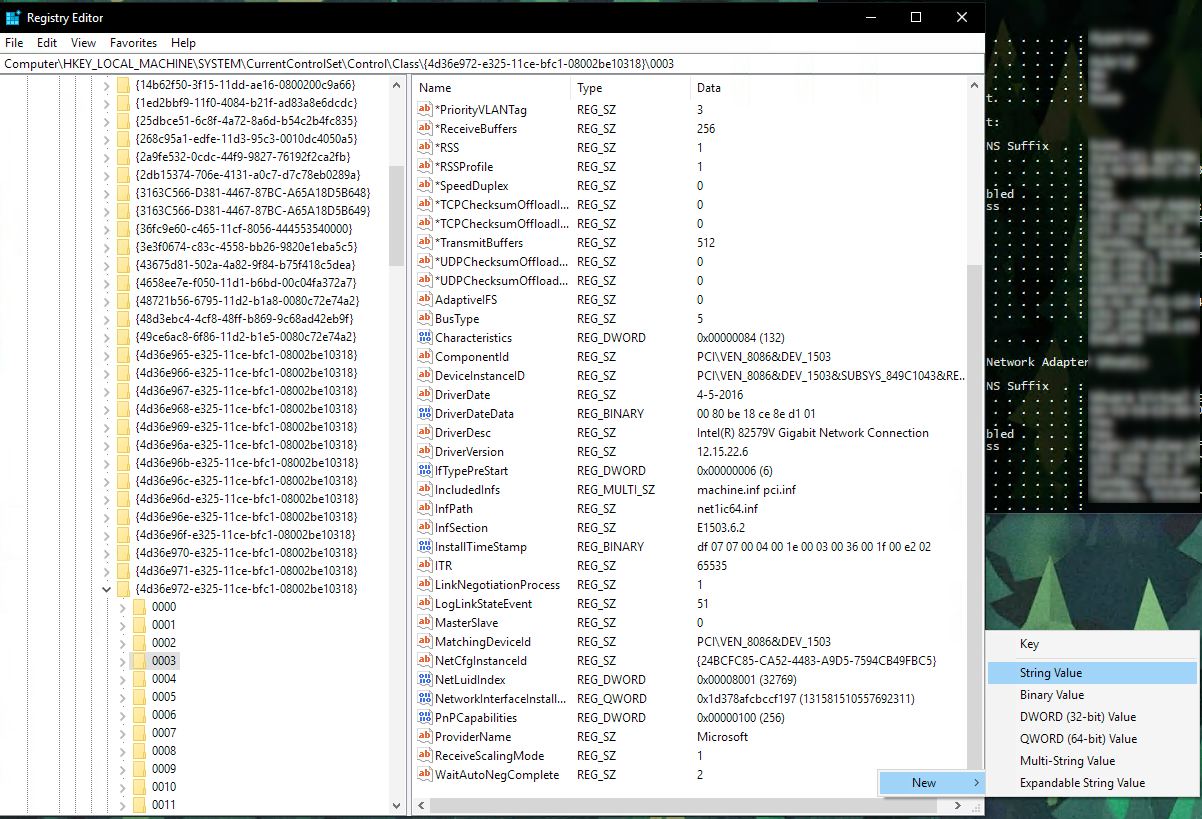 Registry Editor
File Edit View Favorites Help
Computer\HKEY_LOCAL_MACHINE\SYSTEM\CurrentControlSet\Control\Class\{4d36e972-e325-11ce-bfc1-08002be10318}\0003
{14b62f50-3f15-11dd-ae16-0800200c9a66}
{1ed2bbf9-11f0-4084-b21f-ad83a8e6dcdc}
{25dbce51-6c8f-4a72-8a6d-b54c2b4fc835}
{268c95a1-edfe-11d3-95c3-0010dc4050a5}
{2a9fe532-0cdc-44f9-9827-76192f2ca2fb}
{2db15374-706e-4131-a0c7-d7c78eb0289a}
{3163C566-D381-4467-87BC-A65A18D5B648}
{3163C566-D381-4467-87BC-A65A18D5B649}
{36fc9e60-c465-11cf-8056-444553540000}
{3e3f0674-c83c-4558-bb26-9820e1eba5c5}
{43675d81-502a-4a82-9f84-b75f418c5dea}
{4658ee7e-f050-11d1-b6bd-00c04fa372a7}
{48721b56-6795-11d2-b1a8-0080c72e74a2}
{48d3ebc4-4cf8-48ff-b869-9c68ad42eb9f}
{49ce6ac8-6f86-11d2-b1e5-0080c72e74a2}
{4d36e965-e325-11ce-bfc1-08002be10318}
{4d36e966-e325-11ce-bfc1-08002be10318}
{4d36e967-e325-11ce-bfc1-08002be10318}
{4d36e968-e325-11ce-bfc1-08002be10318}
{4d36e969-e325-11ce-bfc1-08002be10318}
{4d36e96a-e325-11ce-bfc1-08002be10318}
{4d36e96b-e325-11ce-bfc1-08002be10318}
{4d36e96c-e325-11ce-bfc1-08002be10318}
{4d36e96d-e325-11ce-bfc1-08002be10318}
{4d36e96e-e325-11ce-bfc1-08002be10318}
{4d36e96f-e325-11ce-bfc1-08002be10318}
{4d36e970-e325-11ce-bfc1-08002be10318}
{4d36e971-e325-11ce-bfc1-08002be10318}
{4d36e972-e325-11ce-bfc1-08002be10318}
0000
0001
0002
0003
0004
0005
0006
0007
0008
0009
0010
0011
Name Type Data
*PriorityVLANTag REG_SZ 3
*ReceiveBuffers REG_SZ 256
*RSS REG_SZ 1
*RSSProfile REG_SZ 1
*SpeedDuplex REG_SZ 0
*TCPChecksumOffloadI... REG_SZ 0
*TCPChecksumOffloadI... REG_SZ 0
*TransmitBuffers REG_SZ 512
*UDPChecksumOffload... REG_SZ 0
*UDPChecksumOffload... REG_SZ 0
AdaptiveIFS REG_SZ 0
BusType REG_SZ 5
Characteristics REG_DWORD 0x00000084 (132)
ComponentId REG_SZ PCI\VEN_8086&DEV_1503
DeviceInstanceID REG_SZ PCI\VEN_8086&DEV_1503&SUBSYS_849C1043&RE...
DriverDate REG_SZ 4-5-2016
DriverDateData REG_BINARY 00 80 be 18 ce 8e d1 01
DriverDesc REG_SZ Intel(R) 82579V Gigabit Network Connection
DriverVersion REG_SZ 12.15.22.6
IfTypePreStart REG_DWORD 0x00000006 (6)
IncludedInfs REG_MULTI_SZ machine.inf pci.inf
InfPath REG_SZ net1ic64.inf
InfSection REG_SZ E1503.6.2
InstallTimeStamp REG_BINARY df 07 07 00 04 00 1e 00 03 00 36 00 1f 00 e2 02
ITR REG_SZ 65535
LinkNegotiationProcess REG_SZ 1
LogLinkStateEvent REG_SZ 51
MasterSlave REG_SZ 0
MatchingDeviceId REG_SZ PCI\VEN_8086&DEV_1503
NetCfgInstanceId REG_SZ {24BCFC85-CA52-4483-A9D5-7594CB49FBC5}
NetLuidIndex REG_DWORD 0x00008001 (32769)
NetworkInterfaceInstall... REG_QWORD 0x1d378afcbccf197 (131581510557692311)
PnPCapabilities REG_DWORD 0x00000100 (256)
ProviderName REG_SZ Microsoft
ReceiveScalingMode REG_SZ 1
WaitAutoNegComplete REG_SZ 2
New
Key
String Value
Binary Value
DWORD (32-bit) Value
QWORD (64-bit) Value
Multi-String Value
Expandable String Value
t. . . . . . :
t:
NS Suffix . :
bled . . . . :
ss . . . . . :
Network Adapter
NS Suffix . :
bled . . . . :
ss . . . . . :